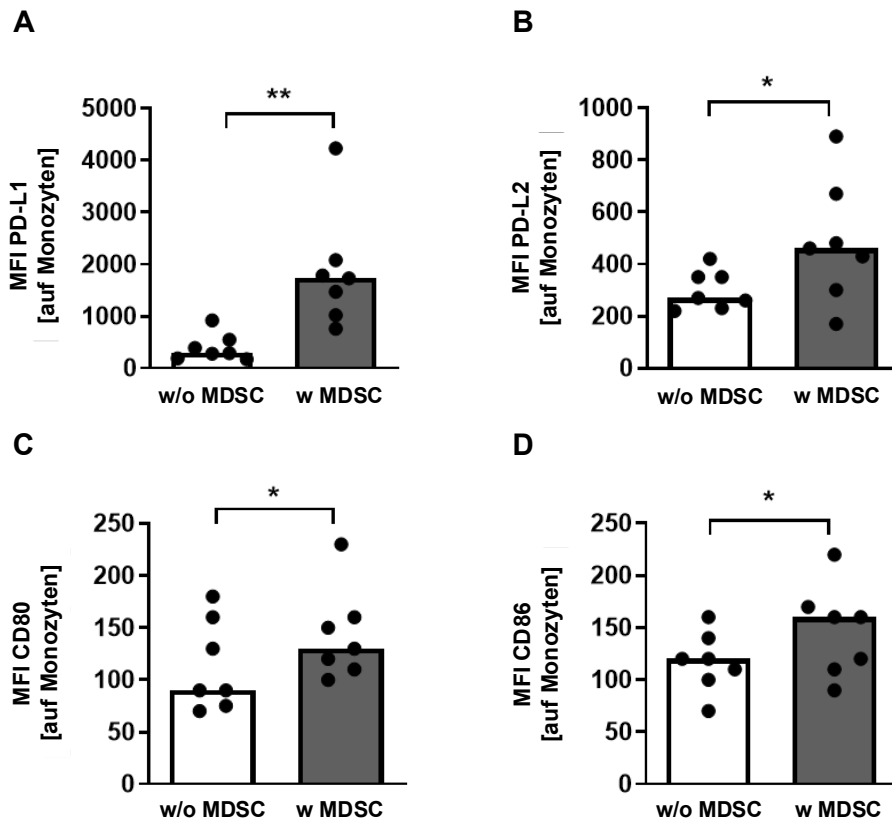 A
B
**
*
5000
4000
3000
2000
1000
0
MFI PD-L1
[auf Monozyten]
w/o MDSC
w MDSC
1000
800
600
400
200
0
MFI PD-L2
[auf Monozyten]
w/o MDSC
w MDSC
C
D
*
*
250
200
150
100
50
0
MFI CD80
[auf Monozyten]
w/o MDSC
w MDSC
250
200
150
100
50
0
MFI CD86
[auf Monozyten]
w/o MDSC
w MDSC